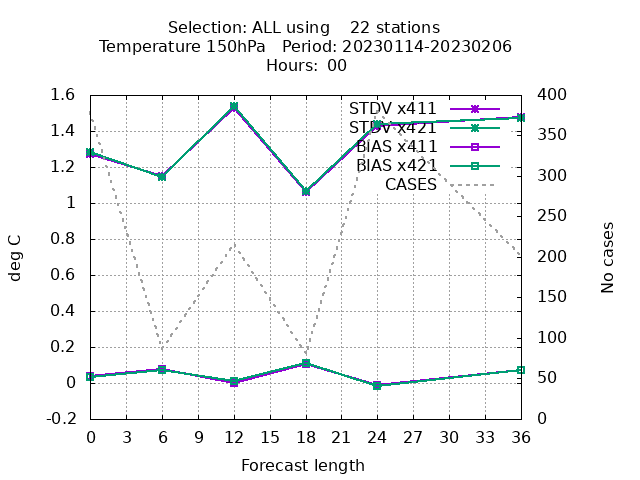 Selection: ALL using    22 stations
Temperature 150hPa   Period: 20230114-20230206
Hours:  00
1.6
1.4
1.2
1
0.8
0.6
0.4
0.2
0
-0.2
deg C
STDV x411
STDV x421
BIAS x411
BIAS x421
CASES
400
350
300
250
200
150
100
50
0
No cases
0 3 6 9 12 15 18 21 24 27 30 33 36
Forecast length